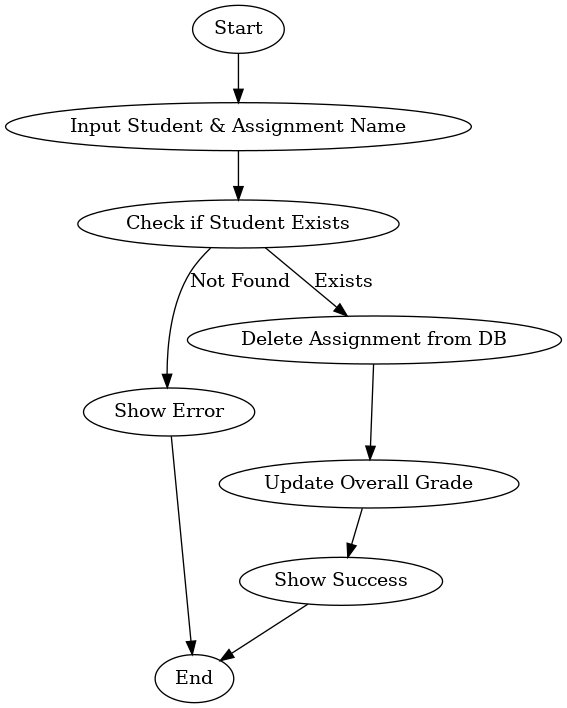 Start
Input Student & Assignment Name
Check if Student Exists
Not Found
Exists
Delete Assignment from DB
Show Error
Update Overall Grade
Show Success
End